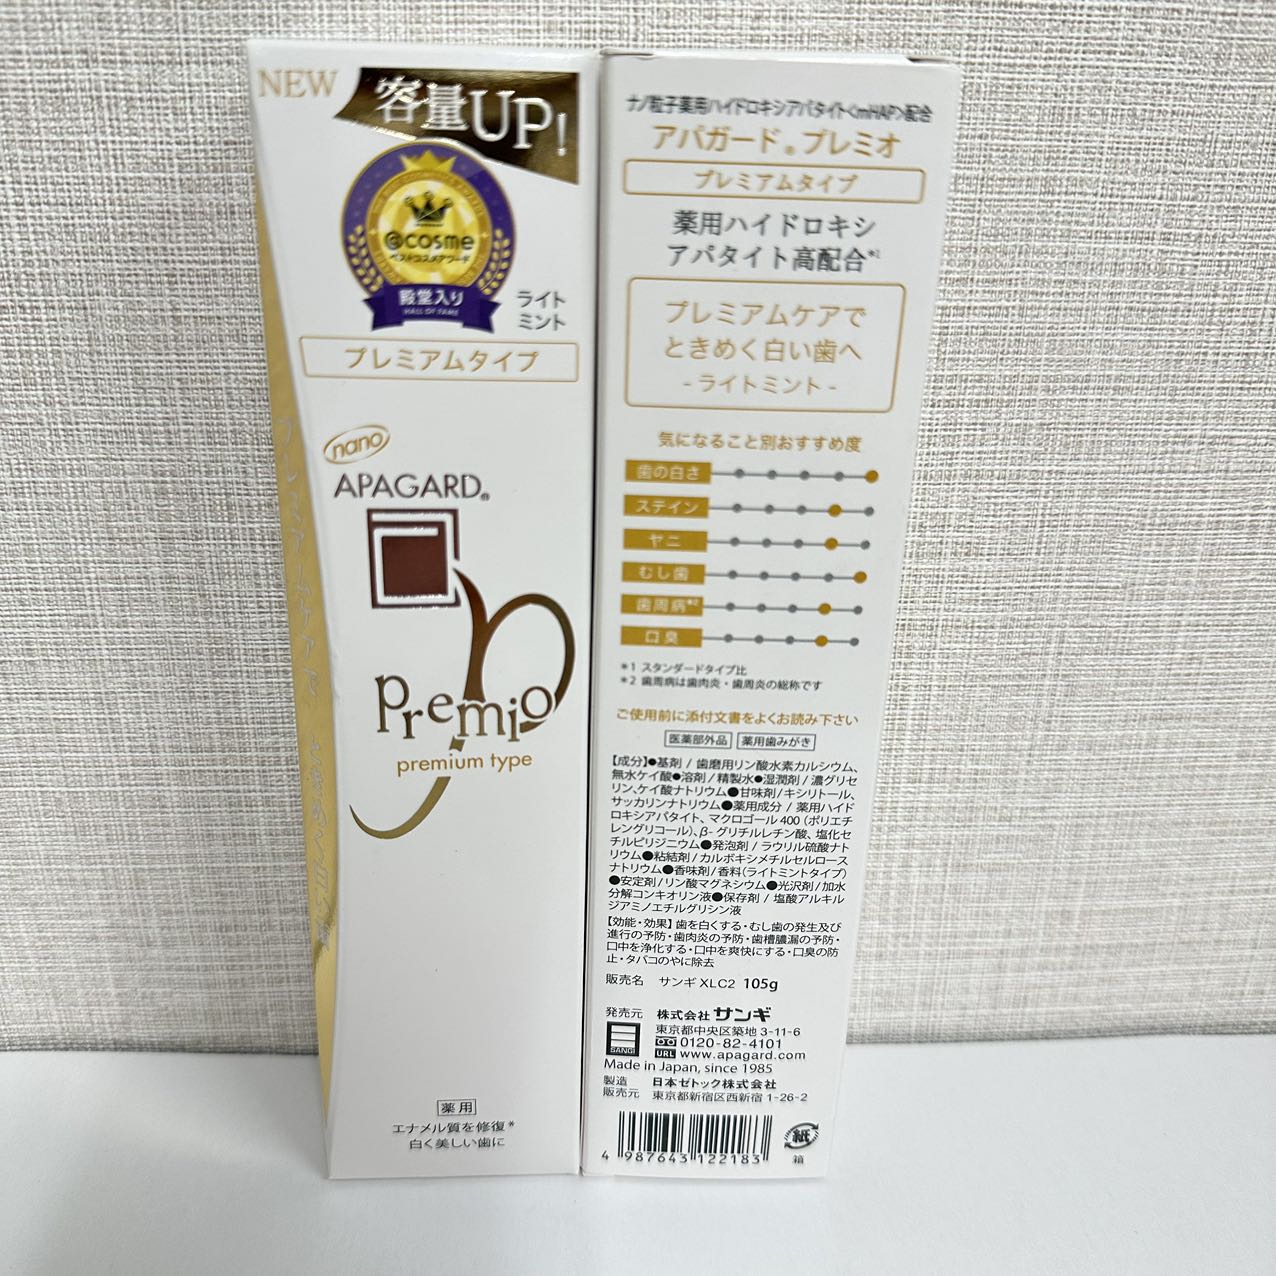 NEW
容量UP!
@cosme
ベストコスメアワード
殿堂入り
HALL OF FAME
ライト
ミント
プレミアムタイプ
nano
APAGARD®
Premio
premium type
薬用
エナメル質を修復*
白く美しい歯に
ナノ粒子薬用ハイドロキシアパタイト<mHAP>配合
アパガード®プレミオ
プレミアムタイプ
薬用ハイドロキシ
アパタイト高配合*1
プレミアムケアで
ときめく白い歯へ
-ライトミント-
気になること別おすすめ度
歯の白さ
ステイン
ヤニ
むし歯
歯周病*2
口臭
*1 スタンダードタイプ比
*2 歯周病は歯肉炎・歯周炎の総称です
ご使用前に添付文書をよくお読み下さい
医薬部外品 薬用歯みがき
【成分】●基剤/歯磨用リン酸水素カルシウム、
無水ケイ酸●溶剤/精製水●湿潤剤/濃グリセ
リン、ケイ酸ナトリウム●甘味剤/キシリトール、
サッカリンナトリウム●薬用成分/薬用ハイド
ロキシアパタイト、マクロゴール400(ポリエチ
レングリコール)、β-グリチルレチン酸、塩化セ
チルピリジニウム●発泡剤/ラウリル硫酸ナト
リウム●粘結剤/カルボキシメチルセルロース
ナトリウム●香味剤/香料(ライトミントタイプ)
●安定剤/リン酸マグネシウム●光沢剤/加水
分解コンキオリン液●保存剤/塩酸アルキル
ジアミノエチルグリシン液
【効能・効果】歯を白くする・むし歯の発生及び
進行の予防・歯肉炎の予防・歯槽膿漏の予防・
口中を浄化する・口中を爽快にする・口臭の防
止・タバコのやに除去
販売名 サンギXLC2 105g
発売元 株式会社サンギ
東京都中央区築地3-11-6
0120-82-4101
SANGI
URL www.apagard.com
Made in Japan, since 1985
製造 日本ゼトック株式会社
販売元 東京都新宿区西新宿1-26-2
4 987643 122183
紙
箱